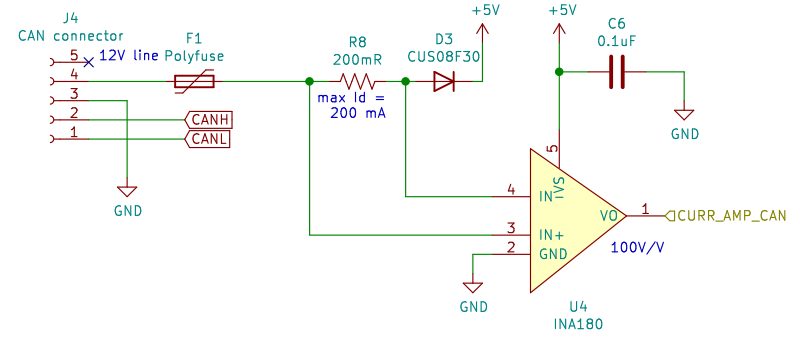 J4
CAN connector
5
12V line
4
3
2
CANH
1
CANL
GND
F1
Polyfuse
R8
200mR
max Id =
200 mA
D3
CUS08F30
+5V
+5V
C6
0.1uF
GND
5
VS
4
IN-
3
IN+
2
GND
VO
1
CURR_AMP_CAN
100V/V
GND
U4
INA180